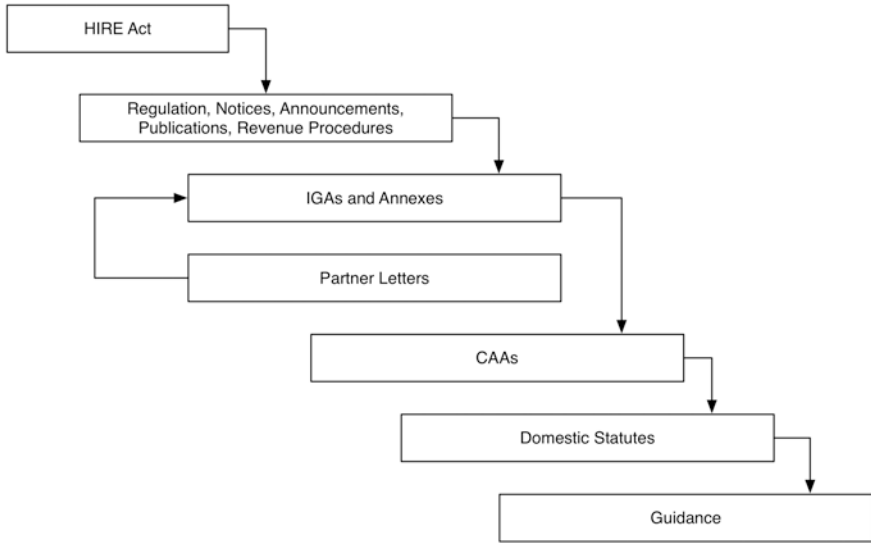 HIRE Act
Regulation, Notices, Announcements,
Publications, Revenue Procedures
IGAs and Annexes
Partner Letters
CAAs
Domestic Statutes
Guidance